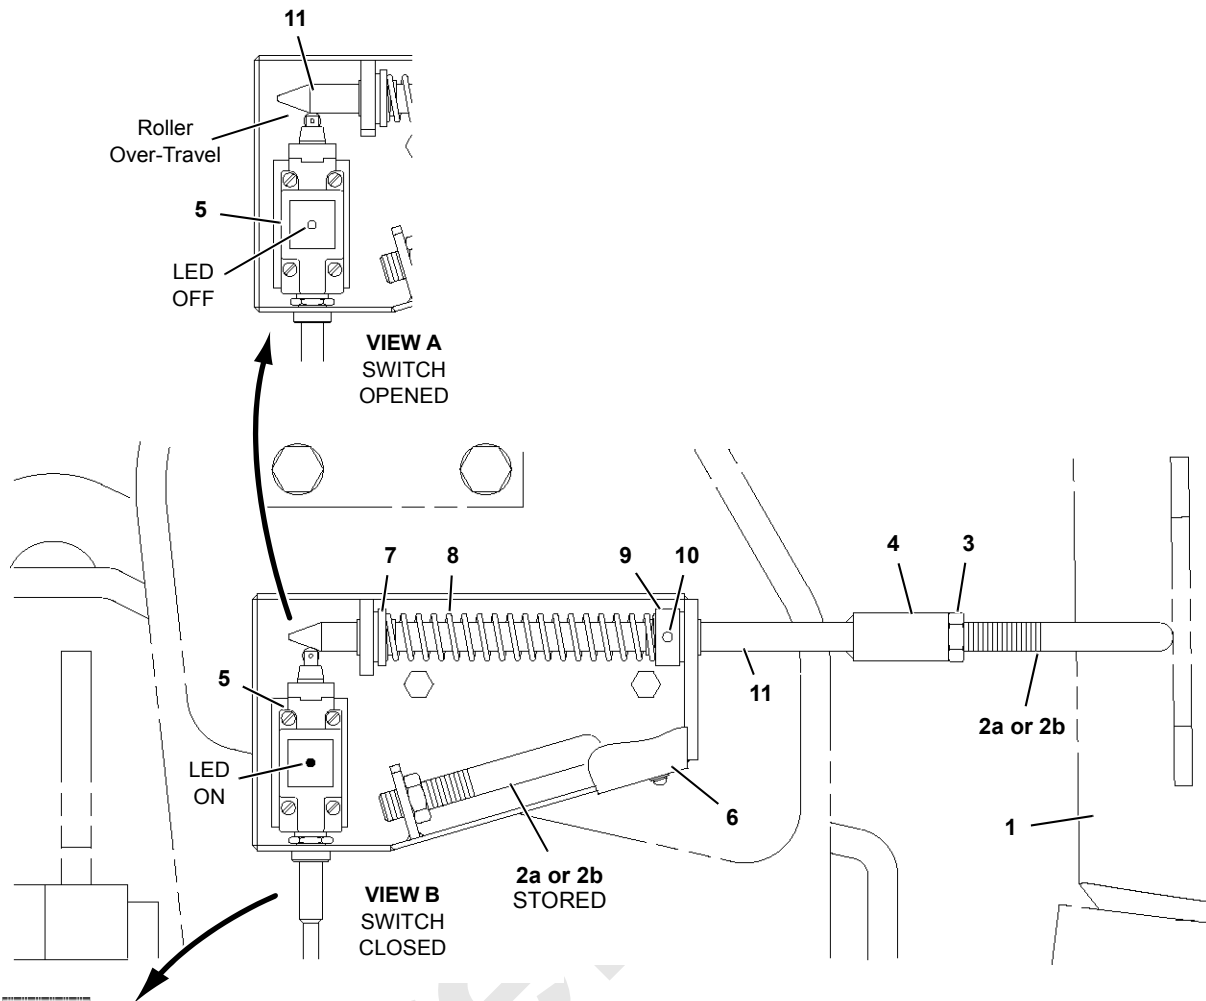 11
Roller
Over-Travel
5
LED
OFF
VIEW A
SWITCH
OPENED
7
8
9
10
4
3
5
11
2a or 2b
LED
ON
6
1
2a or 2b
STORED
VIEW B
SWITCH
CLOSED